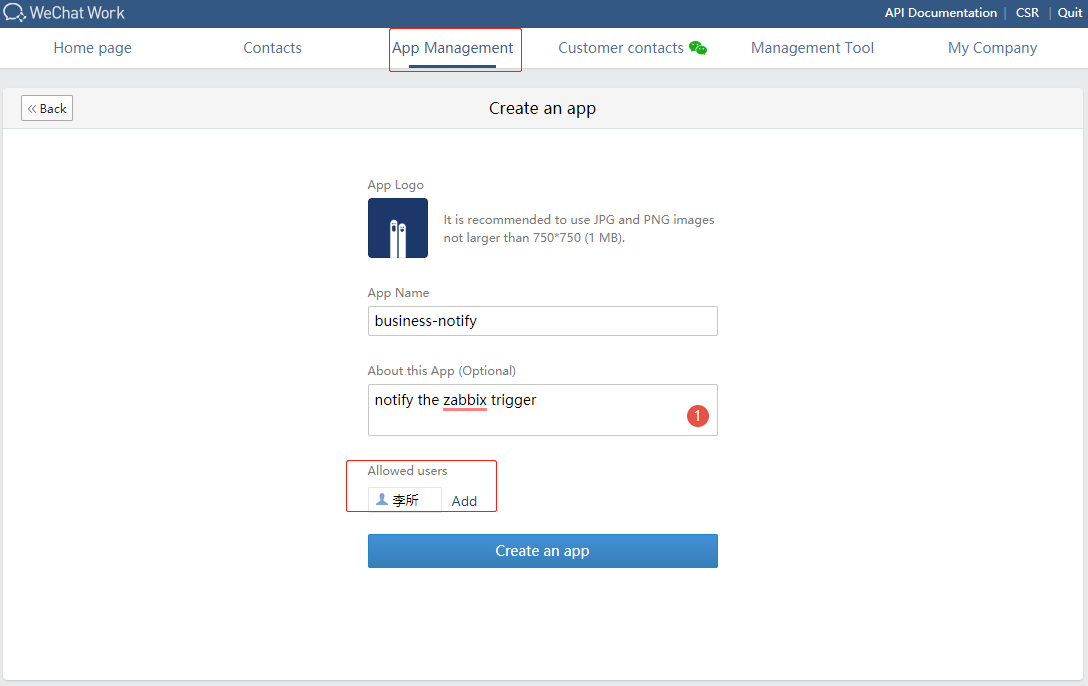 WeChat Work
API Documentation | CSR | Quit
Home page Contacts App Management Customer contacts Management Tool My Company
Back
Create an app
App Logo
It is recommended to use JPG and PNG images
not larger than 750*750 (1 MB).
App Name
business-notify
About this App (Optional)
notify the zabbix trigger
1
Allowed users
李所 Add
Create an app